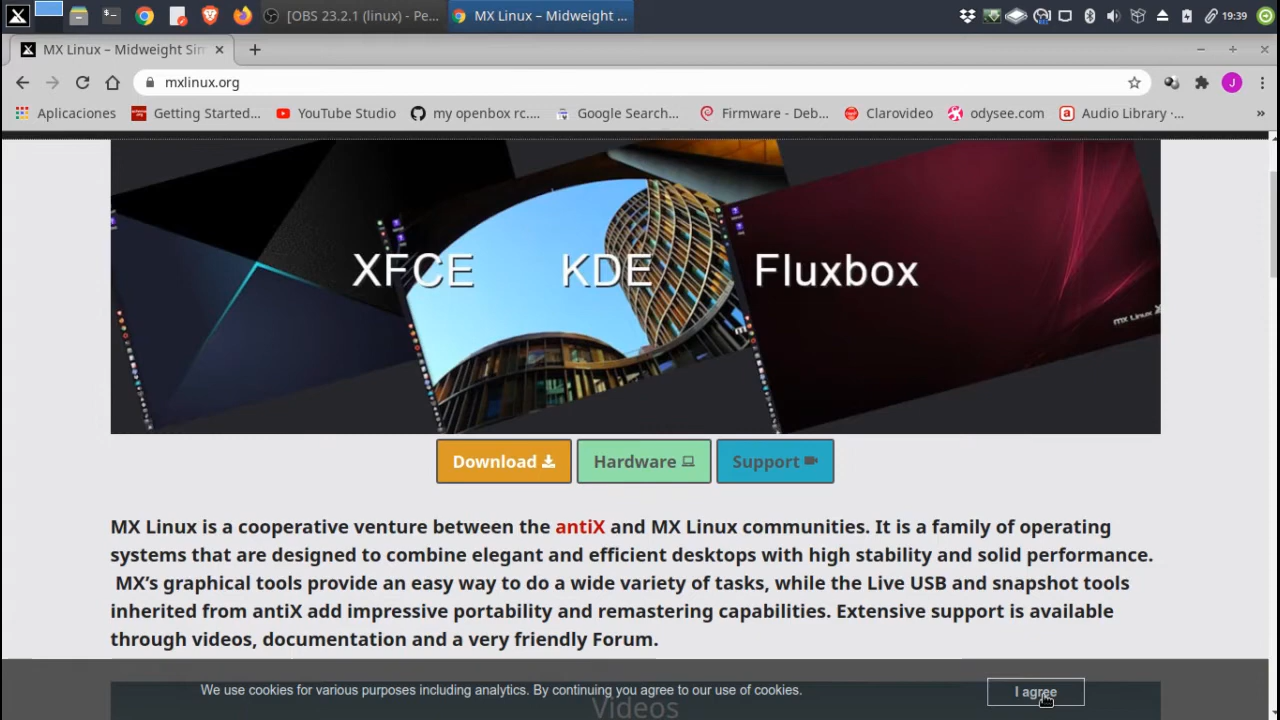 [OBS 23.2.1 (linux) - Pe...
MX Linux – Midweight ...
19:39
MX Linux – Midweight Sim
mxlinux.org
J
Aplicaciones
Getting Started...
YouTube Studio
my openbox rc....
Google Search...
Firmware - Deb...
Clarovideo
odysee.com
Audio Library ·...
»
XFCE KDE Fluxbox
mx Linux
Download
Hardware
Support
MX Linux is a cooperative venture between the antiX and MX Linux communities. It is a family of operating
systems that are designed to combine elegant and efficient desktops with high stability and solid performance.
MX’s graphical tools provide an easy way to do a wide variety of tasks, while the Live USB and snapshot tools
inherited from antiX add impressive portability and remastering capabilities. Extensive support is available
through videos, documentation and a very friendly Forum.
We use cookies for various purposes including analytics. By continuing you agree to our use of cookies.
I agree
Videos